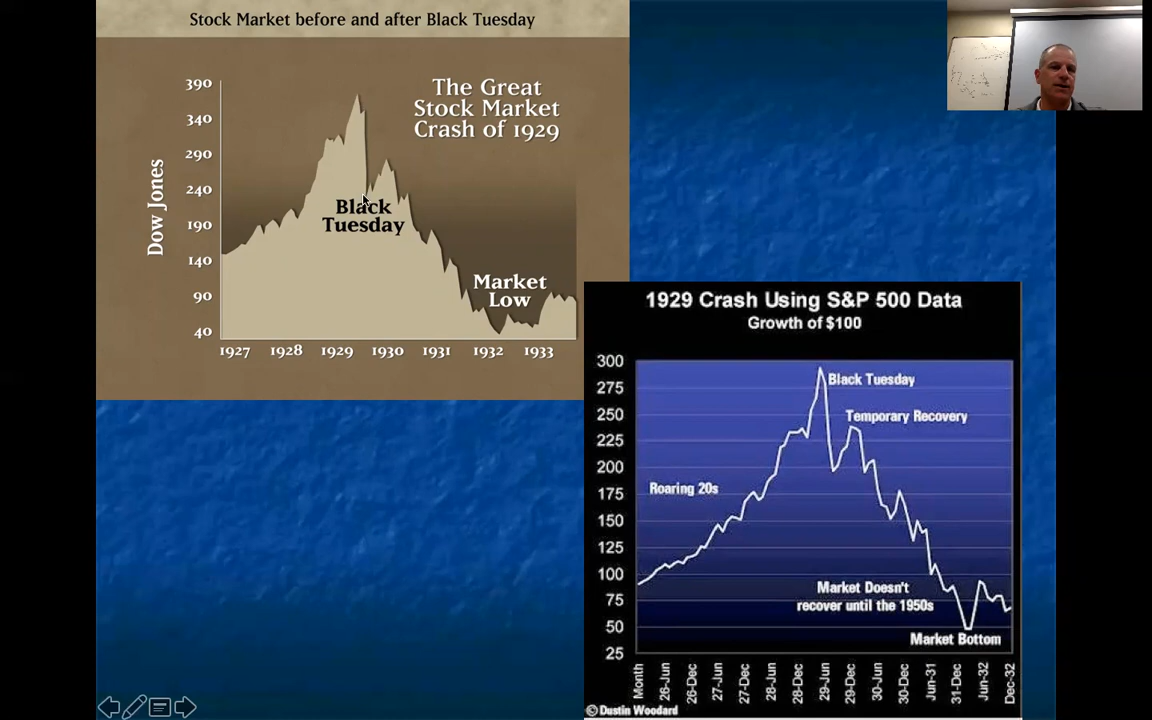 Stock Market before and after Black Tuesday
The Great
Stock Market
Crash of 1929
Dow Jones
390
340
290
240
190
140
90
40
Black
Tuesday
Market
Low
1927 1928 1929 1930 1931 1932 1933
1929 Crash Using S&P 500 Data
Growth of $100
300
275
250
225
200
175
150
125
100
75
50
25
Black Tuesday
Temporary Recovery
Roaring 20s
Market Doesn't
recover until the 1950s
Market Bottom
Month 26-Jun 26-Dec 27-Jun 27-Dec 28-Jun 28-Dec 29-Jun 29-Dec 30-Jun 30-Dec Jun-31 31-Dec Jun-32 Dec-32
© Dustin Woodard